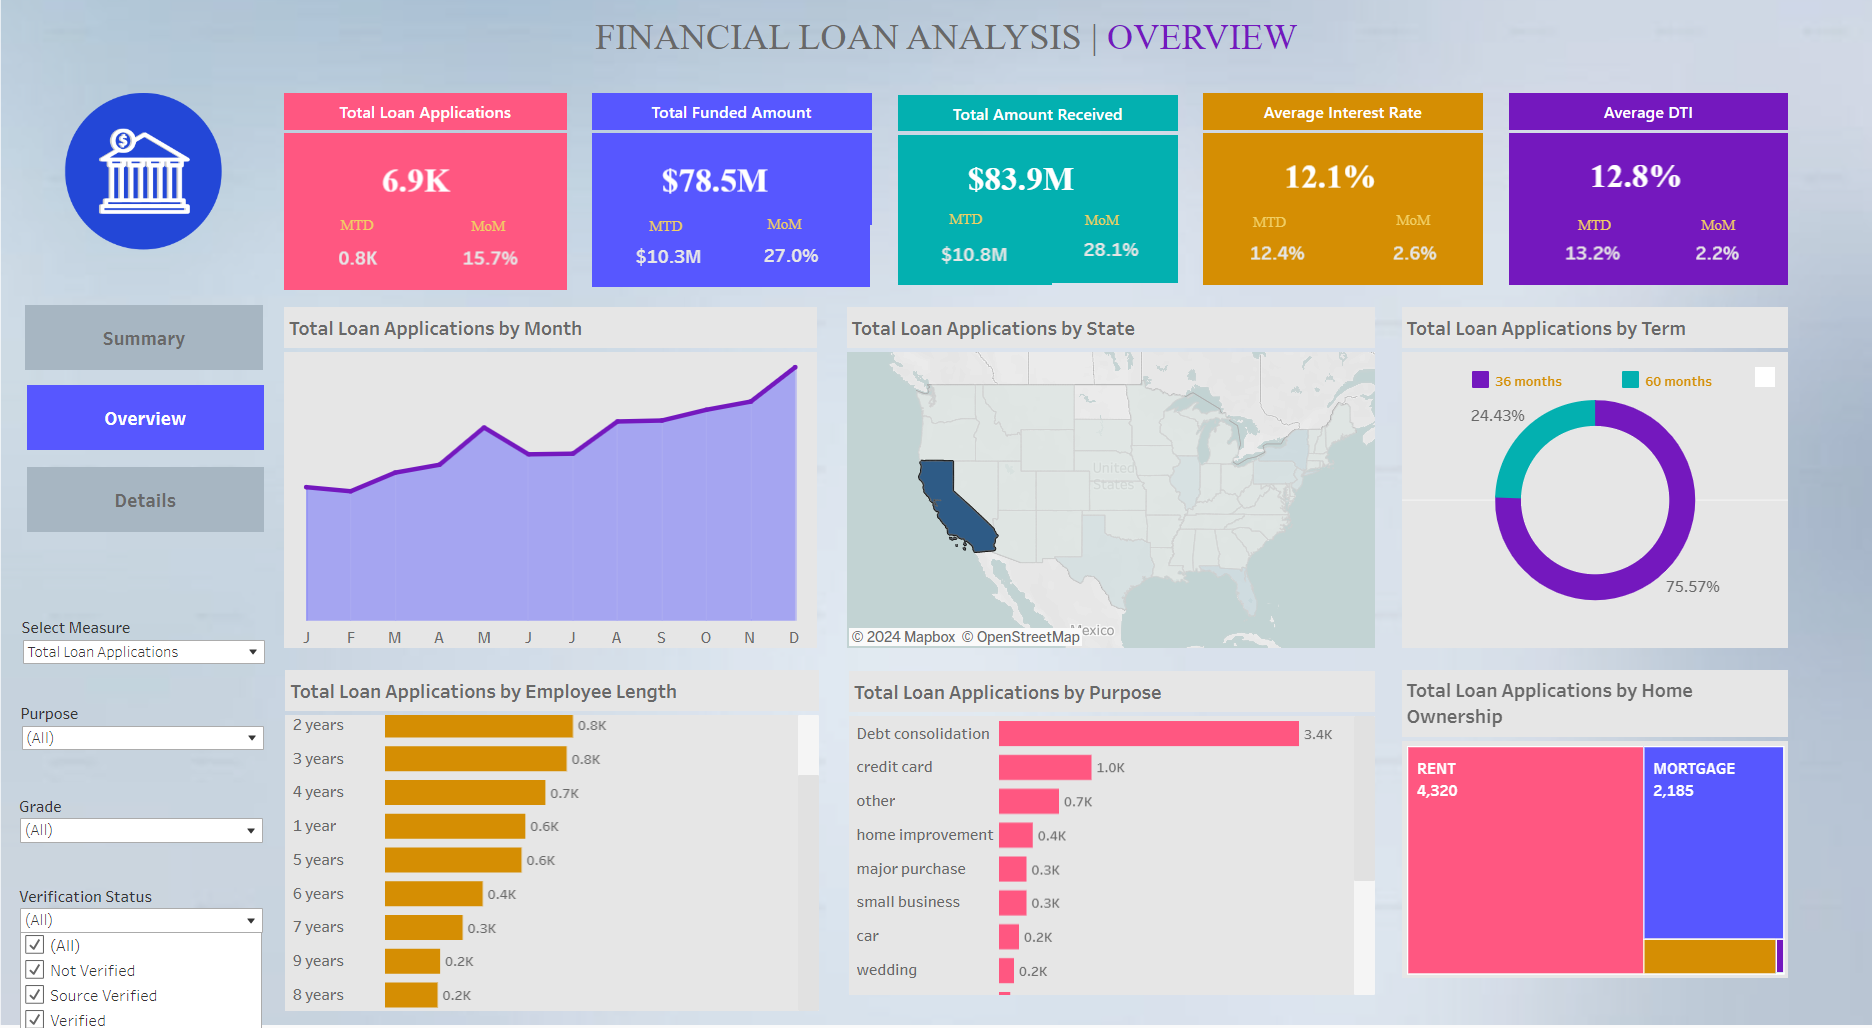 FINANCIAL LOAN ANALYSIS | OVERVIEW
Total Loan Applications
6.9K
MTD MoM
0.8K 15.7%
Total Funded Amount
$78.5M
MTD MoM
$10.3M 27.0%
Total Amount Received
$83.9M
MTD MoM
$10.8M 28.1%
Average Interest Rate
12.1%
MTD MoM
12.4% 2.6%
Average DTI
12.8%
MTD MoM
13.2% 2.2%
$
Summary
Overview
Details
Select Measure
Total Loan Applications
Purpose
(All)
Grade
(All)
Verification Status
(All)
(All)
Not Verified
Source Verified
Verified
Total Loan Applications by Month
J F M A M J J A S O N D
Total Loan Applications by State
United
States
Mexico
© 2024 Mapbox © OpenStreetMap
Total Loan Applications by Term
36 months 60 months
24.43%
75.57%
Total Loan Applications by Employee Length
2 years 0.8K
3 years 0.8K
4 years 0.7K
1 year 0.6K
5 years 0.6K
6 years 0.4K
7 years 0.3K
9 years 0.2K
8 years 0.2K
Total Loan Applications by Purpose
Debt consolidation 3.4K
credit card 1.0K
other 0.7K
home improvement 0.4K
major purchase 0.3K
small business 0.3K
car 0.2K
wedding 0.2K
Total Loan Applications by Home
Ownership
RENT
4,320
MORTGAGE
2,185